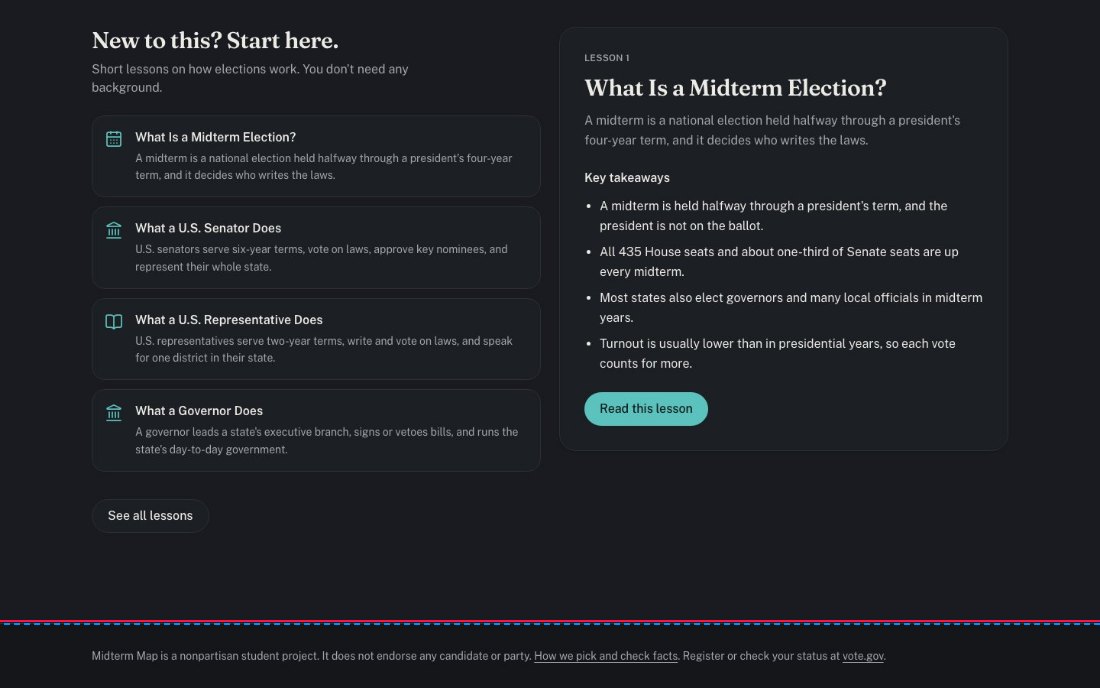 New to this? Start here.
Short lessons on how elections work. You don't need any
background.
What Is a Midterm Election?
A midterm is a national election held halfway through a president's four-year
term, and it decides who writes the laws.
What a U.S. Senator Does
U.S. senators serve six-year terms, vote on laws, approve key nominees, and
represent their whole state.
What a U.S. Representative Does
U.S. representatives serve two-year terms, write and vote on laws, and speak
for one district in their state.
What a Governor Does
A governor leads a state's executive branch, signs or vetoes bills, and runs the
state's day-to-day government.
See all lessons
LESSON 1
What Is a Midterm Election?
A midterm is a national election held halfway through a president's
four-year term, and it decides who writes the laws.
Key takeaways
• A midterm is held halfway through a president's term, and the
president is not on the ballot.
• All 435 House seats and about one-third of Senate seats are up
every midterm.
• Most states also elect governors and many local officials in midterm
years.
• Turnout is usually lower than in presidential years, so each vote
counts for more.
Read this lesson
Midterm Map is a nonpartisan student project. It does not endorse any candidate or party. How we pick and check facts. Register or check your status at vote.gov.